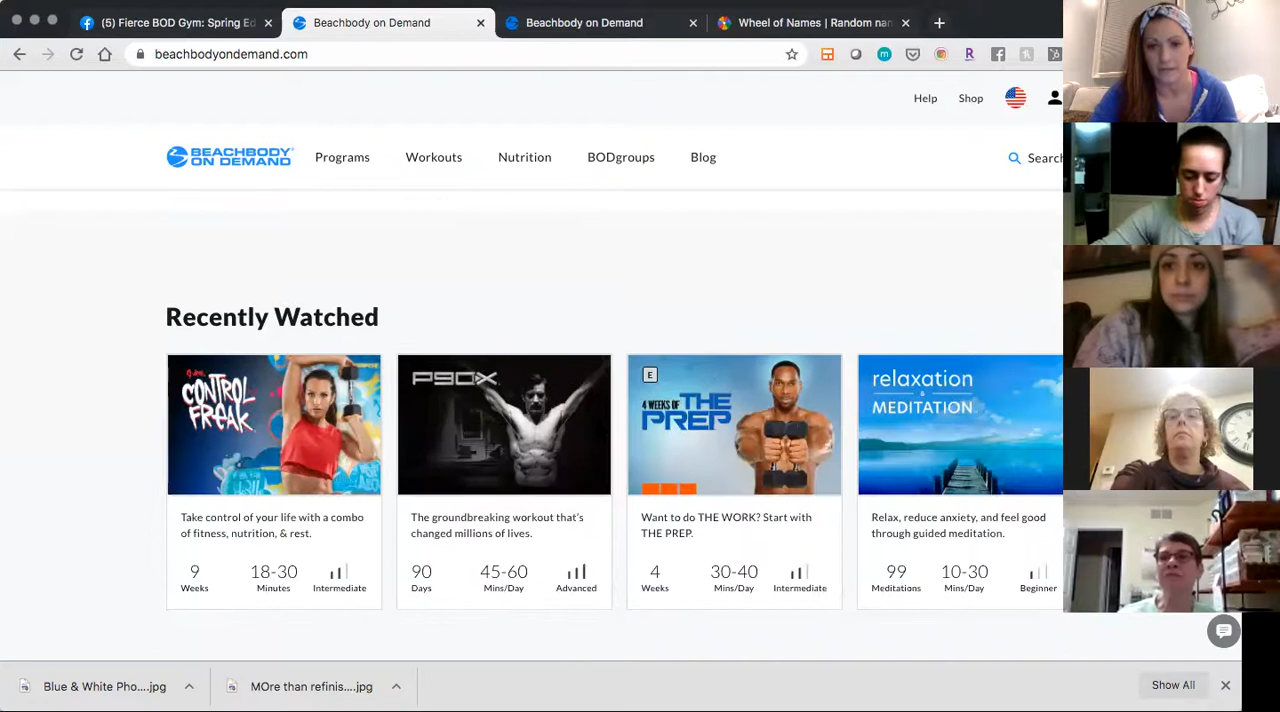 (5) Fierce BOD Gym: Spring Ed
Beachbody on Demand
Beachbody on Demand
Wheel of Names | Random nam
beachbodyondemand.com
Help
Shop
BEACHBODY
ON DEMAND
Programs
Workouts
Nutrition
BODgroups
Blog
Search
Recently Watched
CONTROL
FREAK
P90X
E
4 WEEKS OF THE
PREP
relaxation
&
MEDITATION
Take control of your life with a combo
of fitness, nutrition, & rest.
The groundbreaking workout that's
changed millions of lives.
Want to do THE WORK? Start with
THE PREP.
Relax, reduce anxiety, and feel good
through guided meditation.
9
Weeks
18-30
Minutes
Intermediate
90
Days
45-60
Mins/Day
Advanced
4
Weeks
30-40
Mins/Day
Intermediate
99
Meditations
10-30
Mins/Day
Beginner
Blue & White Pho....jpg
MOre than refinis....jpg
Show All